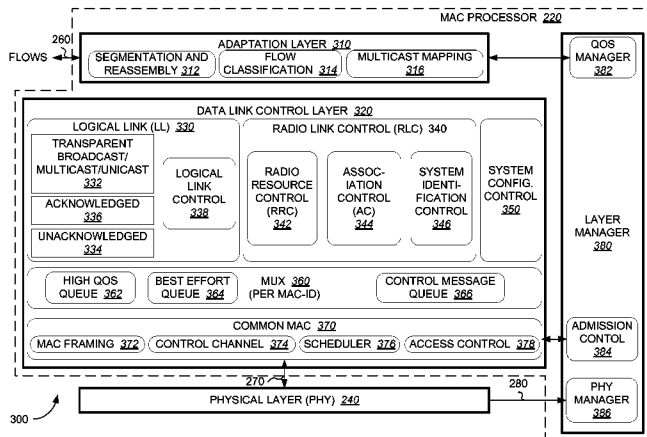 MAC PROCESSOR 220
260
FLOWS
ADAPTATION LAYER 310
SEGMENTATION AND
REASSEMBLY 312
FLOW
CLASSIFICATION 314
MULTICAST MAPPING
316
QOS
MANAGER
382
DATA LINK CONTROL LAYER 320
LOGICAL LINK (LL) 330
TRANSPARENT
BROADCAST/
MULTICAST/UNICAST
332
ACKNOWLEDGED
336
UNACKNOWLEDGED
334
LOGICAL
LINK
CONTROL
338
RADIO LINK CONTROL (RLC) 340
RADIO
RESOURCE
CONTROL
(RRC)
342
ASSOC-
IATION
CONTROL
(AC)
344
SYSTEM
IDENTI-
FICATION
CONTROL
346
SYSTEM
CONFIG.
CONTROL
350
LAYER
MANAGER
380
HIGH QOS
QUEUE 362
BEST EFFORT
QUEUE 364
MUX 360
(PER MAC-ID)
CONTROL MESSAGE
QUEUE 366
COMMON MAC 370
MAC FRAMING 372
CONTROL CHANNEL 374
SCHEDULER 376
ACCESS CONTROL 378
ADMISSION
CONTOL
384
270
280
PHYSICAL LAYER (PHY) 240
PHY
MANAGER
386
300